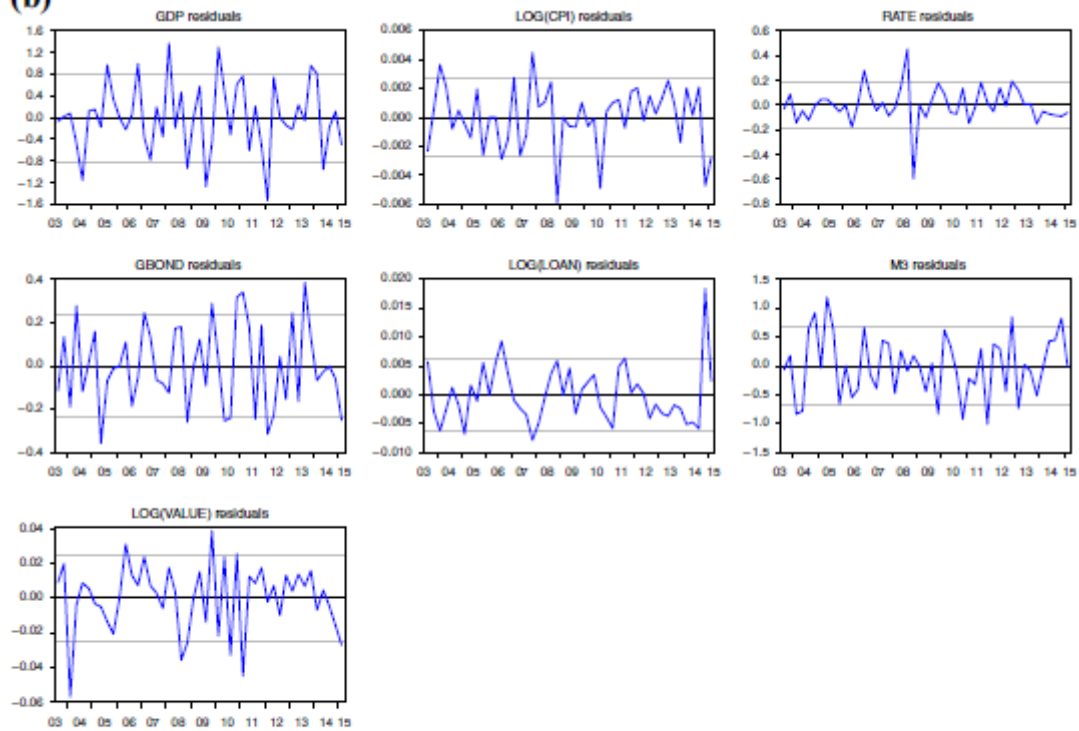 (b)
GDP residuals LOG(CPI) residuals RATE residuals
1.6 0.006 0.6
1.2 0.004 0.4
0.8 0.002 0.2
0.4 0.000 0.0
0.0 −0.002 −0.2
−0.4 −0.004 −0.4
−0.8 −0.006 −0.6
−1.2 −0.8
−1.6
03 04 05 06 07 08 09 10 11 12 13 14 15 03 04 05 06 07 08 09 10 11 12 13 14 15 03 04 05 06 07 08 09 10 11 12 13 14 15
GBOND residuals LOG(LOAN) residuals M3 residuals
0.4 0.020 1.5
0.2 0.015 1.0
0.0 0.010 0.5
−0.2 0.005 0.0
−0.4 0.000 −0.5
−0.005 −1.0
−0.010 −1.5
03 04 05 06 07 08 09 10 11 12 13 14 15 03 04 05 06 07 08 09 10 11 12 13 14 15 03 04 05 06 07 08 09 10 11 12 13 14 15
LOG(VALUE) residuals
0.04
0.02
0.00
−0.02
−0.04
−0.06
03 04 05 06 07 08 09 10 11 12 13 14 15